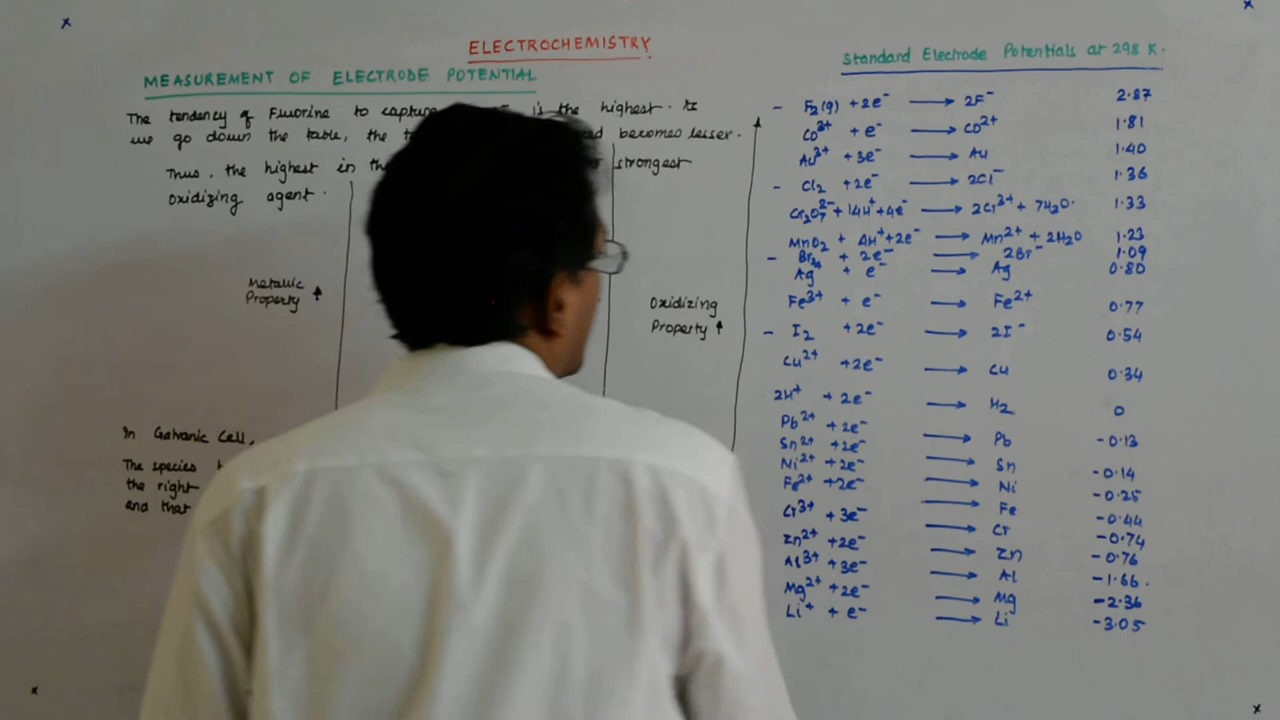 ELECTROCHEMISTRY
MEASUREMENT OF ELECTRODE POTENTIAL
The tendency of Fluorine to is the highest. As
we go down the table, the becomes lesser.
Thus, the highest in strongest
oxidizing agent.
Metallic
Property ↑
Oxidizing
Property ↑
In Galvanic Cell,
The species
the right
and that
Standard Electrode Potentials at 298 K.
- F₂(g) + 2e⁻ → 2F⁻ 2.87
Co³⁺ + e⁻ → Co²⁺ 1.81
Au³⁺ + 3e⁻ → Au 1.40
- Cl₂ + 2e⁻ → 2Cl⁻ 1.36
Cr₂O₇²⁻ + 14H⁺ + 4e⁻ → 2Cr³⁺ + 7H₂O. 1.33
MnO₂ + 4H⁺ + 2e⁻ → Mn²⁺ + 2H₂O 1.23
- Br₂ + 2e⁻ → 2Br⁻ 1.09
Ag⁺ + e⁻ → Ag 0.80
Fe³⁺ + e⁻ → Fe²⁺ 0.77
- I₂ + 2e⁻ → 2I⁻ 0.54
Cu²⁺ + 2e⁻ → Cu 0.34
2H⁺ + 2e⁻ → H₂ 0
Pb²⁺ + 2e⁻ → Pb -0.13
Sn²⁺ + 2e⁻ → Sn -0.14
Ni²⁺ + 2e⁻ → Ni -0.25
Fe²⁺ + 2e⁻ → Fe -0.44
Cr³⁺ + 3e⁻ → Cr -0.74
Zn²⁺ + 2e⁻ → Zn -0.76
Al³⁺ + 3e⁻ → Al -1.66.
Mg²⁺ + 2e⁻ → Mg -2.36
Li⁺ + e⁻ → Li -3.05